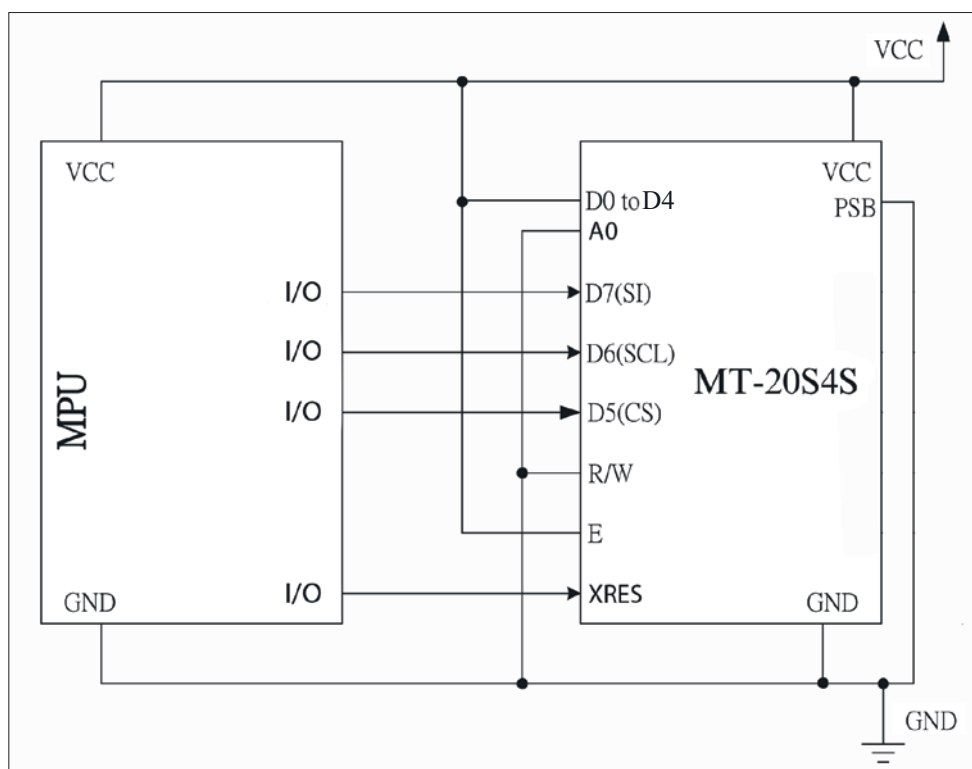 VCC
VCC
VCC
D0 to D4
PSB
A0
I/O
D7(SI)
I/O
D6(SCL)
MT-20S4S
I/O
D5(CS)
MPU
R/W
E
GND
I/O
XRES
GND
GND